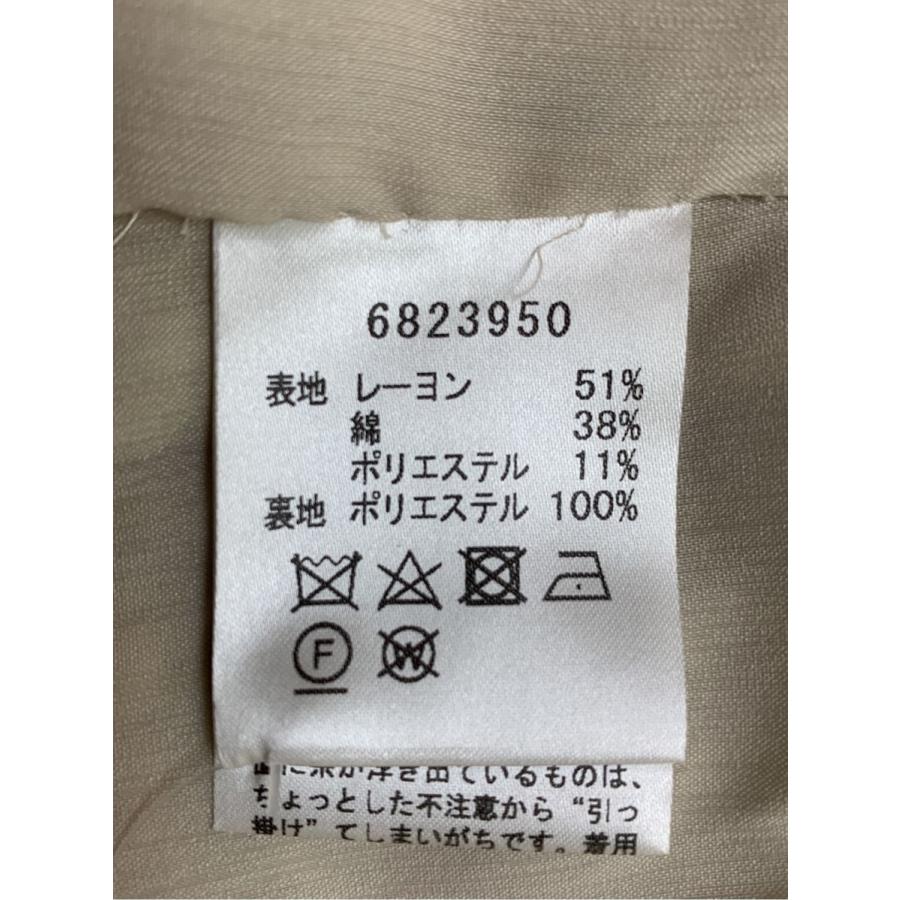 6823950
表地 レーヨン 51%
綿 38%
ポリエステル 11%
裏地 ポリエステル 100%
F
W
に糸が浮き出ているものは、
ちょっとした不注意から“引っ
掛け”てしまいがちです。着用